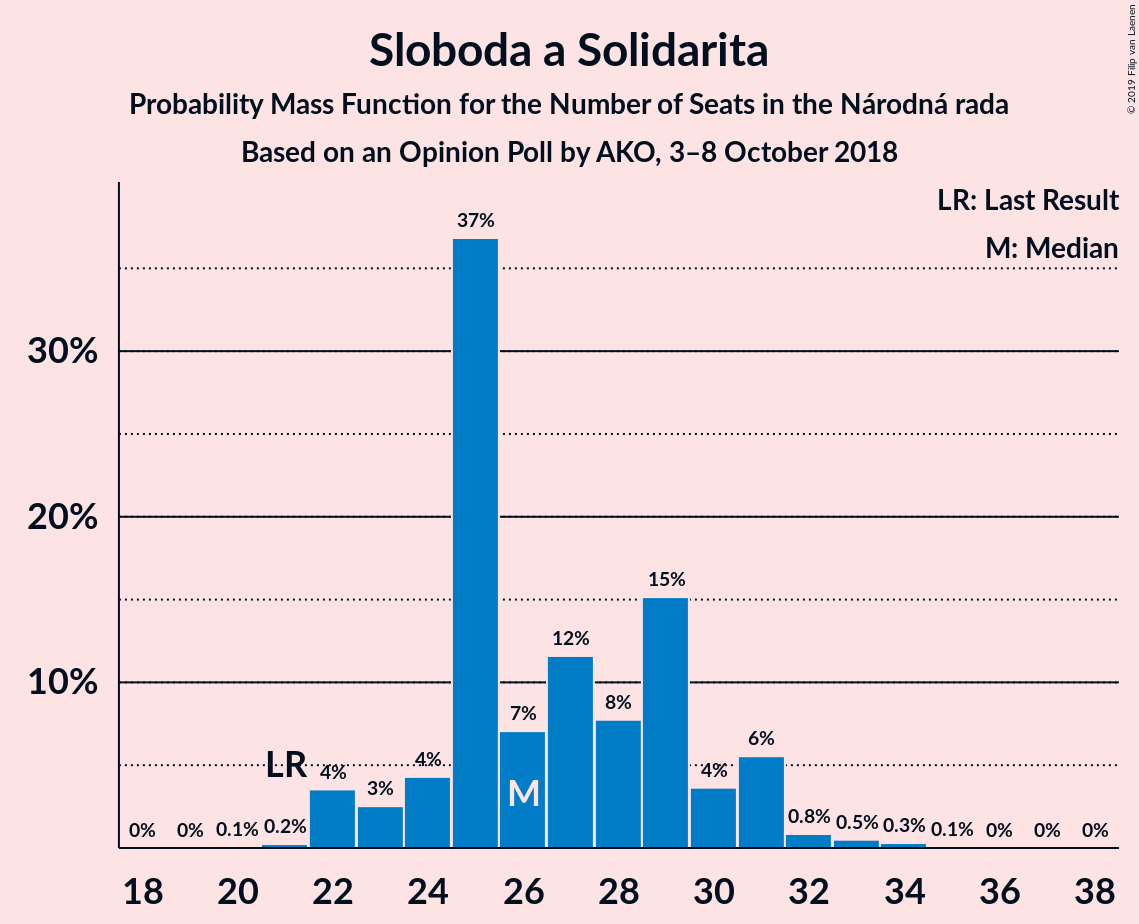 Sloboda a Solidarita
Probability Mass Function for the Number of Seats in the Národná rada
Based on an Opinion Poll by AKO, 3–8 October 2018
© 2019 Filip van Laenen
LR: Last Result
M: Median
37%
30%
20%
15%
12%
10%
8%
7%
6%
LR
4%
3%
4%
4%
M
0%
0%
0.1%
0.2%
0.8%
0.5%
0.3%
0.1%
0%
0%
0%
18 20 22 24 26 28 30 32 34 36 38